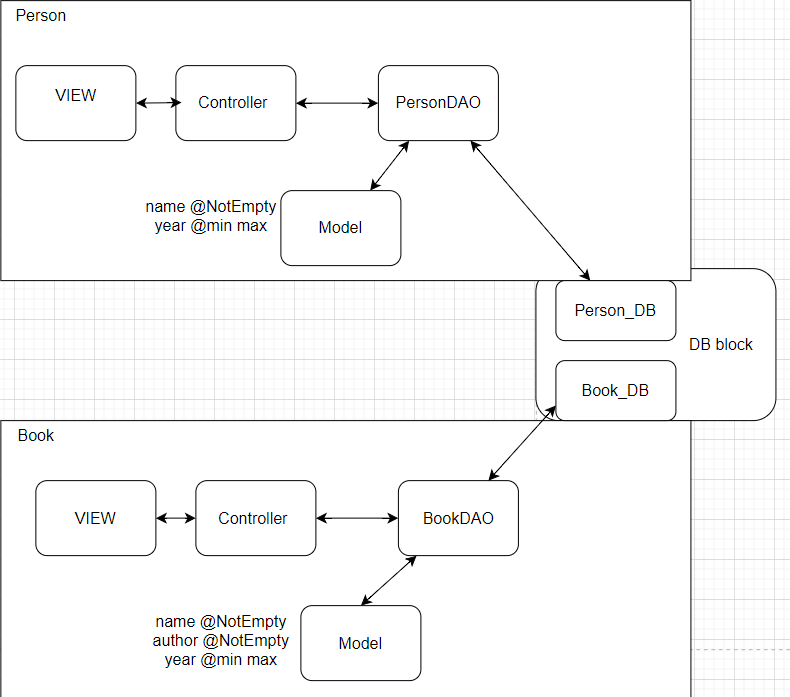 Person
VIEW
Controller
PersonDAO
name @NotEmpty
year @min max
Model
Person_DB
DB block
Book_DB
Book
VIEW
Controller
BookDAO
name @NotEmpty
author @NotEmpty
year @min max
Model